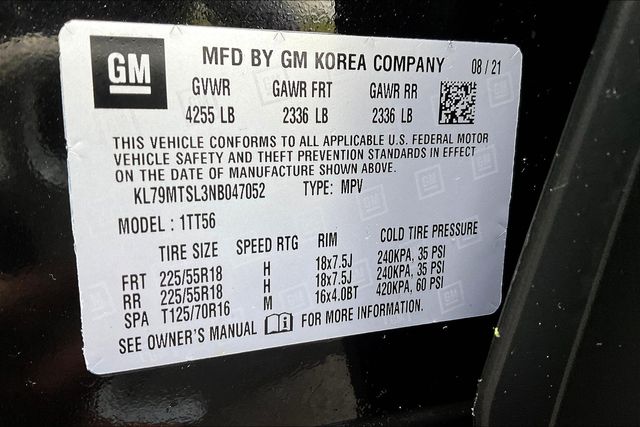 GM MFD BY GM KOREA COMPANY 08 / 21
GVWR GAWR FRT GAWR RR
4255 LB 2336 LB 2336 LB
THIS VEHICLE CONFORMS TO ALL APPLICABLE U.S. FEDERAL MOTOR
VEHICLE SAFETY AND THEFT PREVENTION STANDARDS IN EFFECT
ON THE DATE OF MANUFACTURE SHOWN ABOVE.
KL79MTSL3NB047052 TYPE: MPV
MODEL : 1TT56
TIRE SIZE SPEED RTG RIM COLD TIRE PRESSURE
FRT 225/55R18 H 18x7.5J 240KPA, 35 PSI
RR 225/55R18 H 18x7.5J 240KPA, 35 PSI
SPA T125/70R16 M 16x4.0BT 420KPA, 60 PSI
SEE OWNER'S MANUAL FOR MORE INFORMATION.